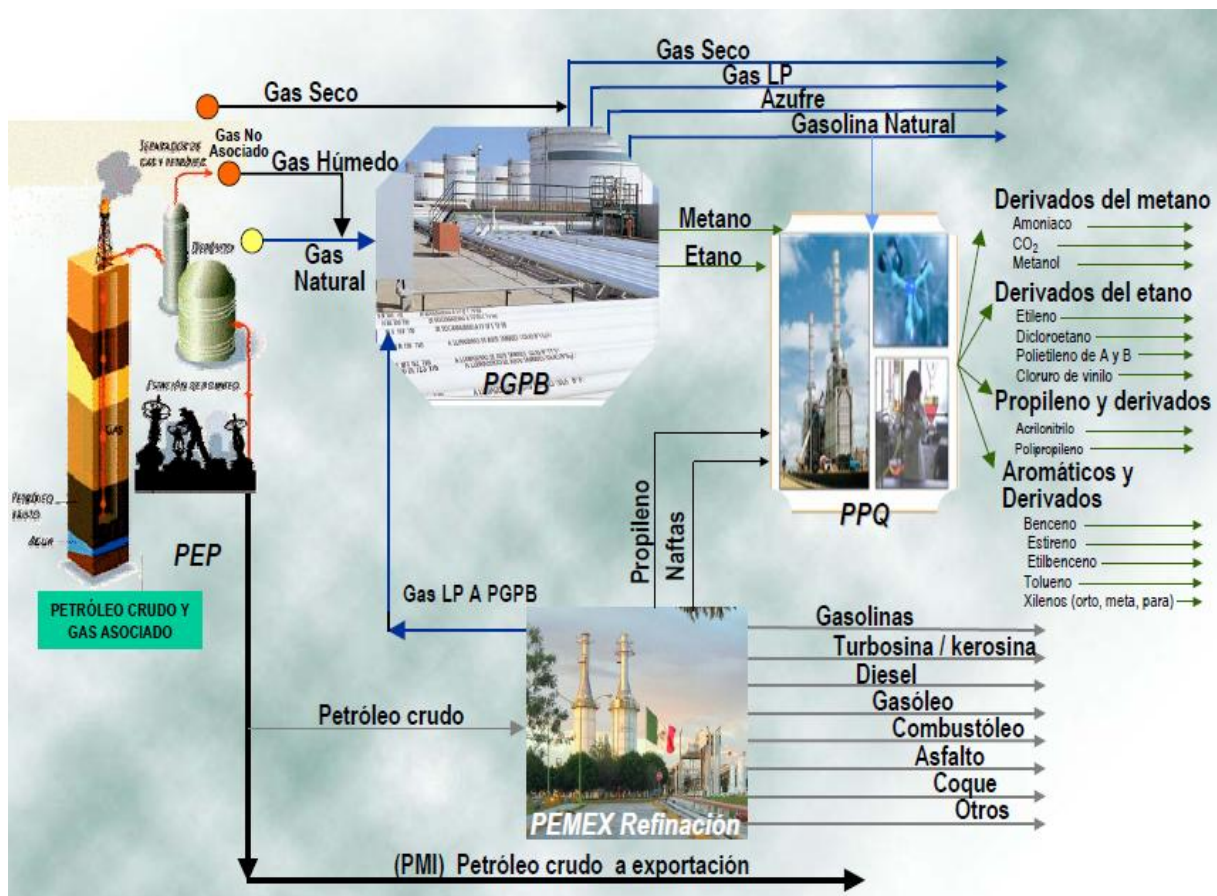 Gas Seco
Gas LP
Azufre
Gasolina Natural
Gas Seco
Gas No
Asociado
Gas Húmedo
Gas
Natural
PGPB
Metano
Etano
PPQ
Derivados del metano
Amoniaco
CO₂
Metanol
Derivados del etano
Etileno
Dicloroetano
Polietileno de A y B
Cloruro de vinilo
Propileno y derivados
Acrilonitrilo
Polipropileno
Aromáticos y
Derivados
Benceno
Estireno
Etilbenceno
Tolueno
Xilenos (orto, meta, para)
GAS
PEP
PETRÓLEO CRUDO Y
GAS ASOCIADO
Gas LP A PGPB
Propileno
Naftas
Petróleo crudo
PEMEX Refinación
Gasolinas
Turbosina / kerosina
Diesel
Gasóleo
Combustóleo
Asfalto
Coque
Otros
(PMI) Petróleo crudo a exportación